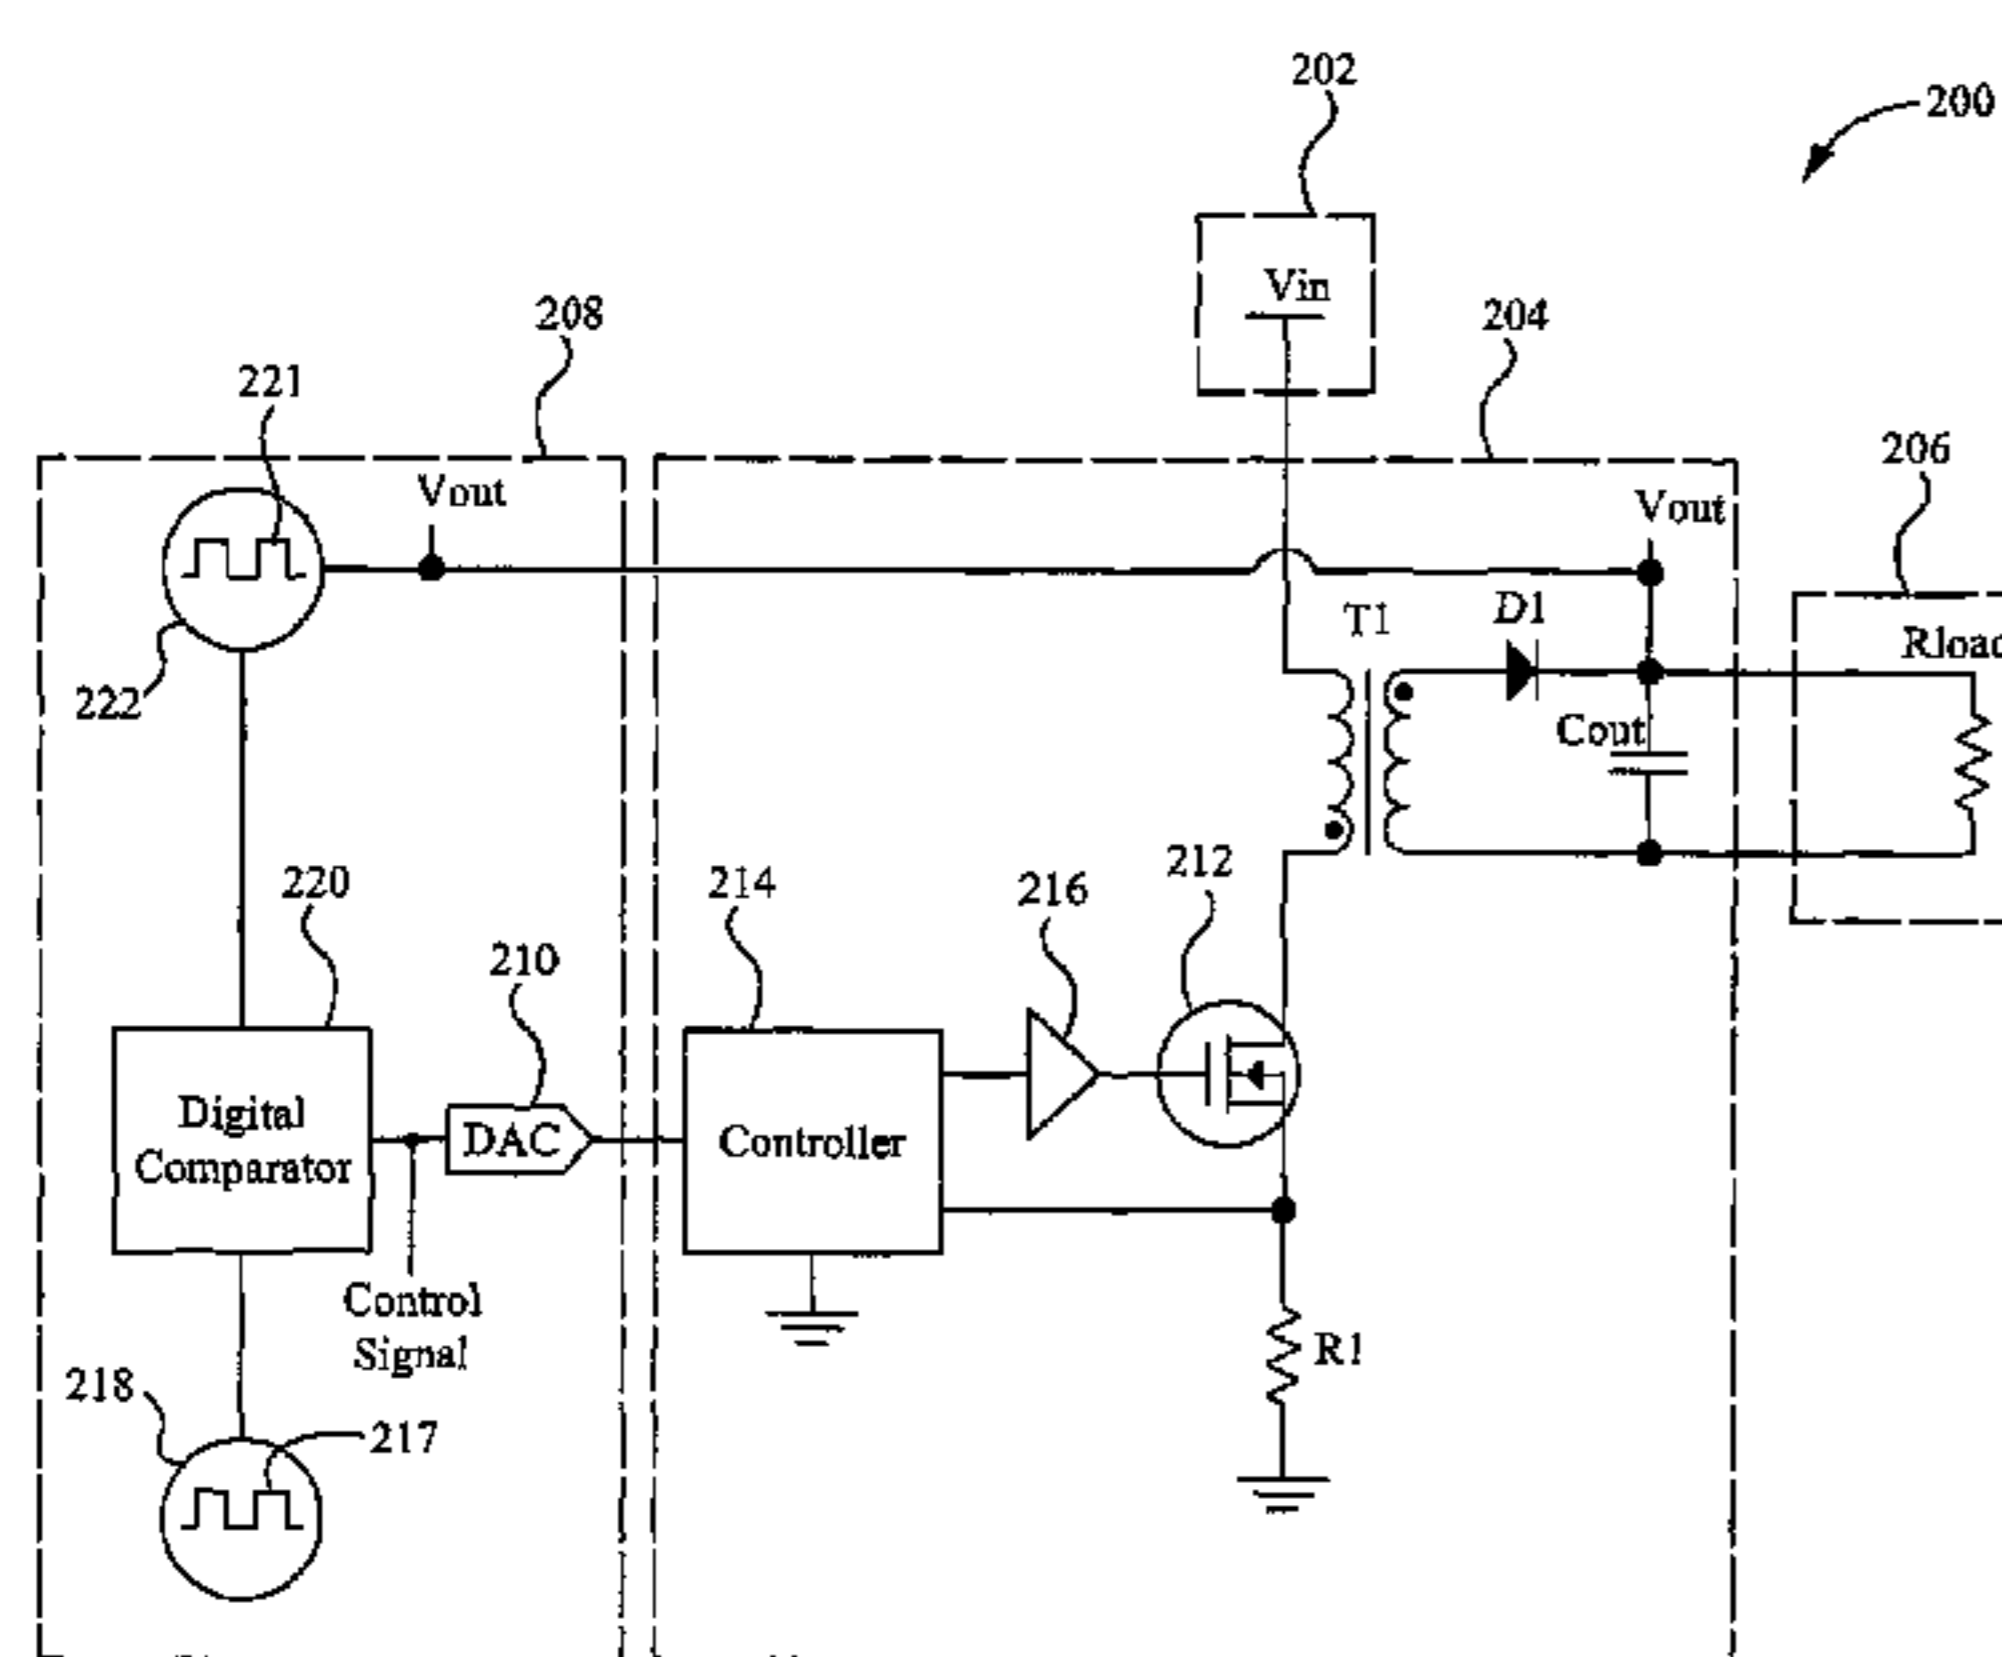 202
200
Vin
208
204
221
206
Vout
Vout
T1
D1
222
Cout
220
214
216
212
210
Digital
Comparator
DAC
Controller
Control
Signal
R1
218
217